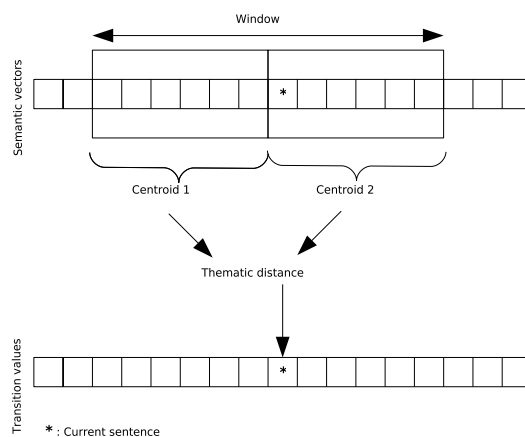 Window
Semantic vectors
*
Centroid 1
Centroid 2
Thematic distance
Transition values
*
* : Current sentence